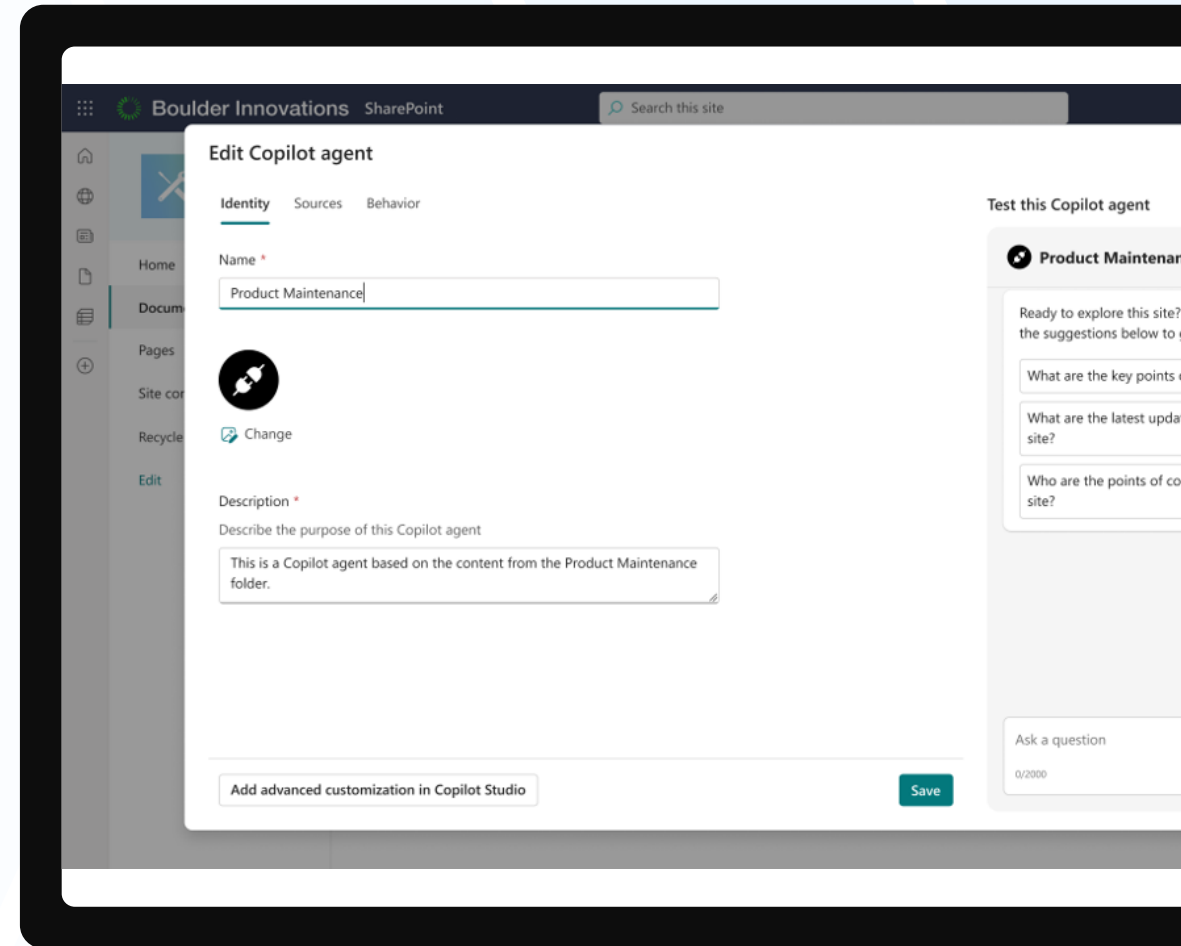 Boulder Innovations SharePoint
Search this site
Edit Copilot agent
Identity Sources Behavior
Name *
Product Maintenance
Change
Description *
Describe the purpose of this Copilot agent
This is a Copilot agent based on the content from the Product Maintenance
folder.
Add advanced customization in Copilot Studio
Save
Home
Pages
Recycle
Edit
Test this Copilot agent
Product
Ready to explore this site?
the suggestions below to
What are the key points
What are the latest
site?
Who are the points of
site?
Ask a question
0/2000